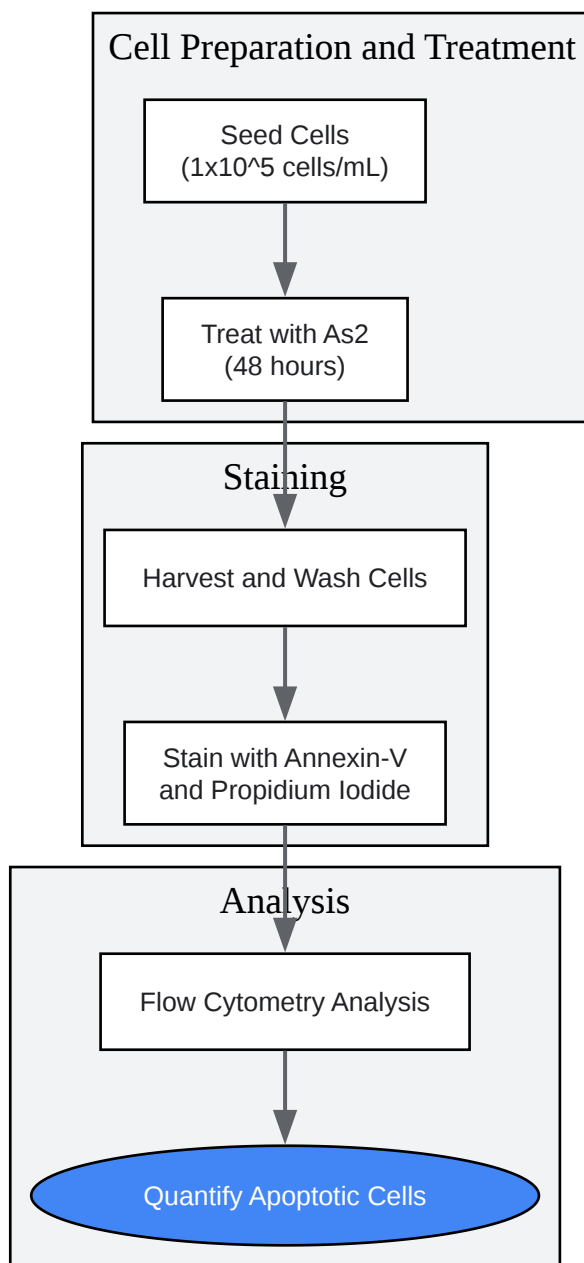 Cell Preparation and Treatment
Seed Cells
(1x10^5 cells/mL)
Treat with As2
(48 hours)
Staining
Harvest and Wash Cells
Stain with Annexin-V
and Propidium Iodide
Analysis
Flow Cytometry Analysis
Quantify Apoptotic Cells